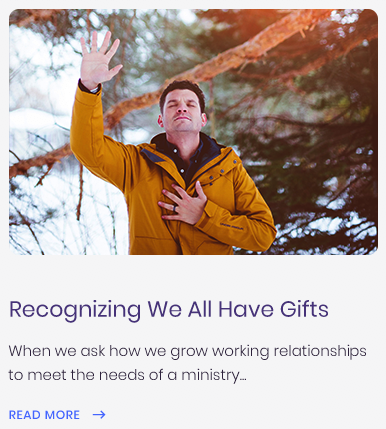 Recognizing We All Have Gifts
When we ask how we grow working relationships
to meet the needs of a ministry...
READ MORE →